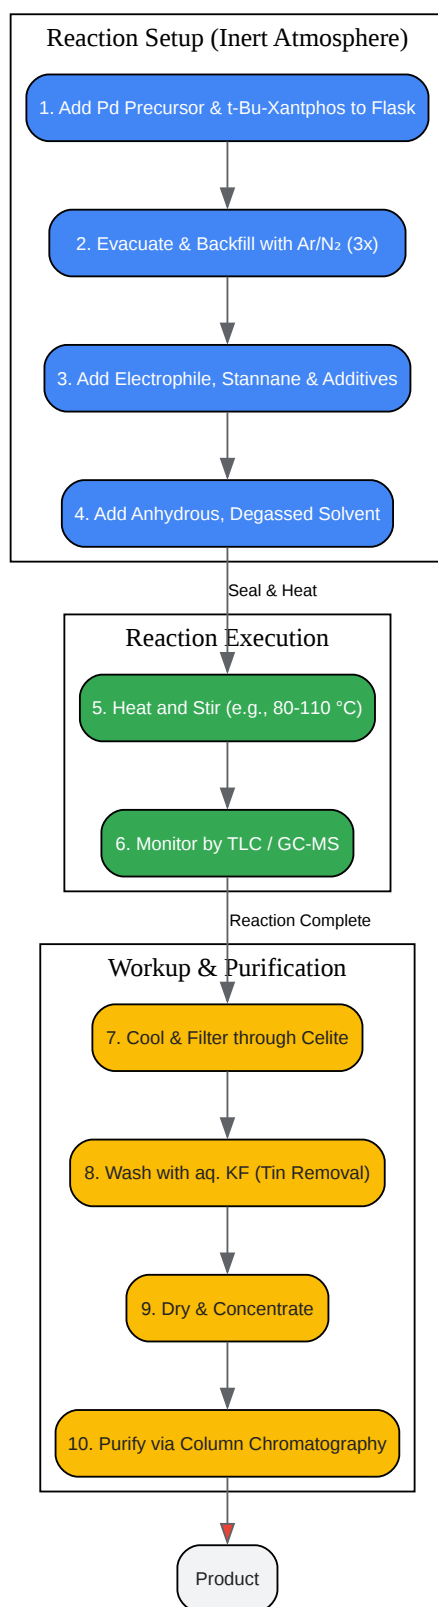 Reaction Setup (Inert Atmosphere)
1. Add Pd Precursor & t-Bu-Xantphos to Flask
2. Evacuate & Backfill with Ar/N₂ (3x)
3. Add Electrophile, Stannane & Additives
4. Add Anhydrous, Degassed Solvent
Seal & Heat
Reaction Execution
5. Heat and Stir (e.g., 80-110 °C)
6. Monitor by TLC / GC-MS
Reaction Complete
Workup & Purification
7. Cool & Filter through Celite
8. Wash with aq. KF (Tin Removal)
9. Dry & Concentrate
10. Purify via Column Chromatography
Product